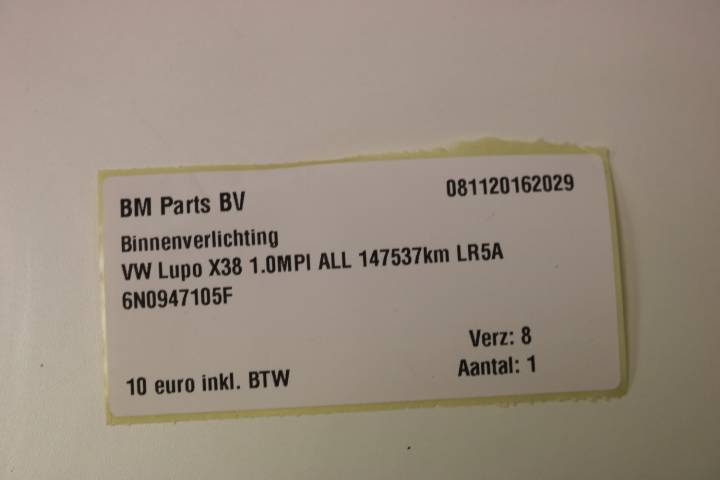 BM Parts BV
081120162029
Binnenverlichting
VW Lupo X38 1.0MPI ALL 147537km LR5A
6N0947105F
Verz: 8
Aantal: 1
10 euro inkl. BTW